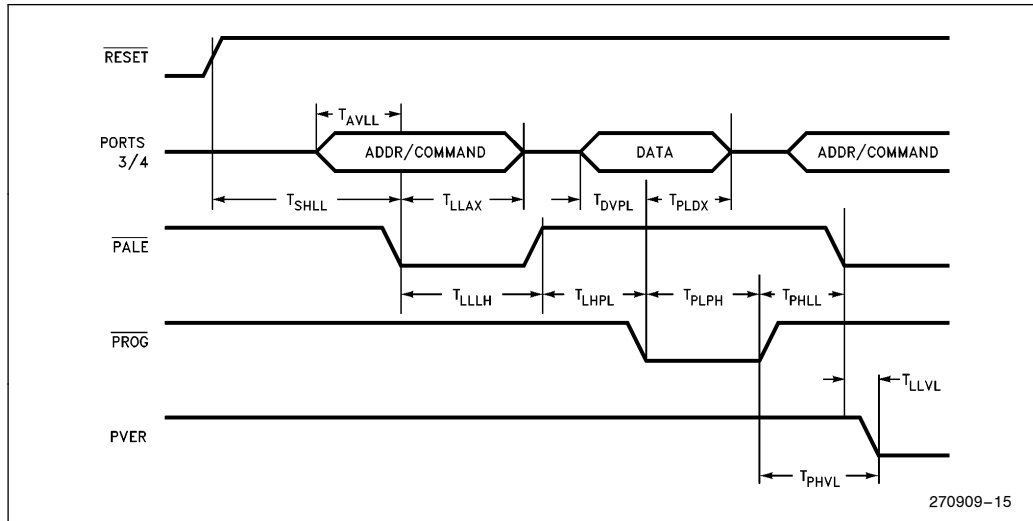 RESET
T_AVLL
PORTS 3/4
ADDR/COMMAND DATA ADDR/COMMAND
T_SHLL T_LLAX T_DVPL T_PLDX
PALE
T_LLLH T_LHPL T_PLPH T_PHLL
PROG
T_LLVL
PVER
T_PHVL
270909–15